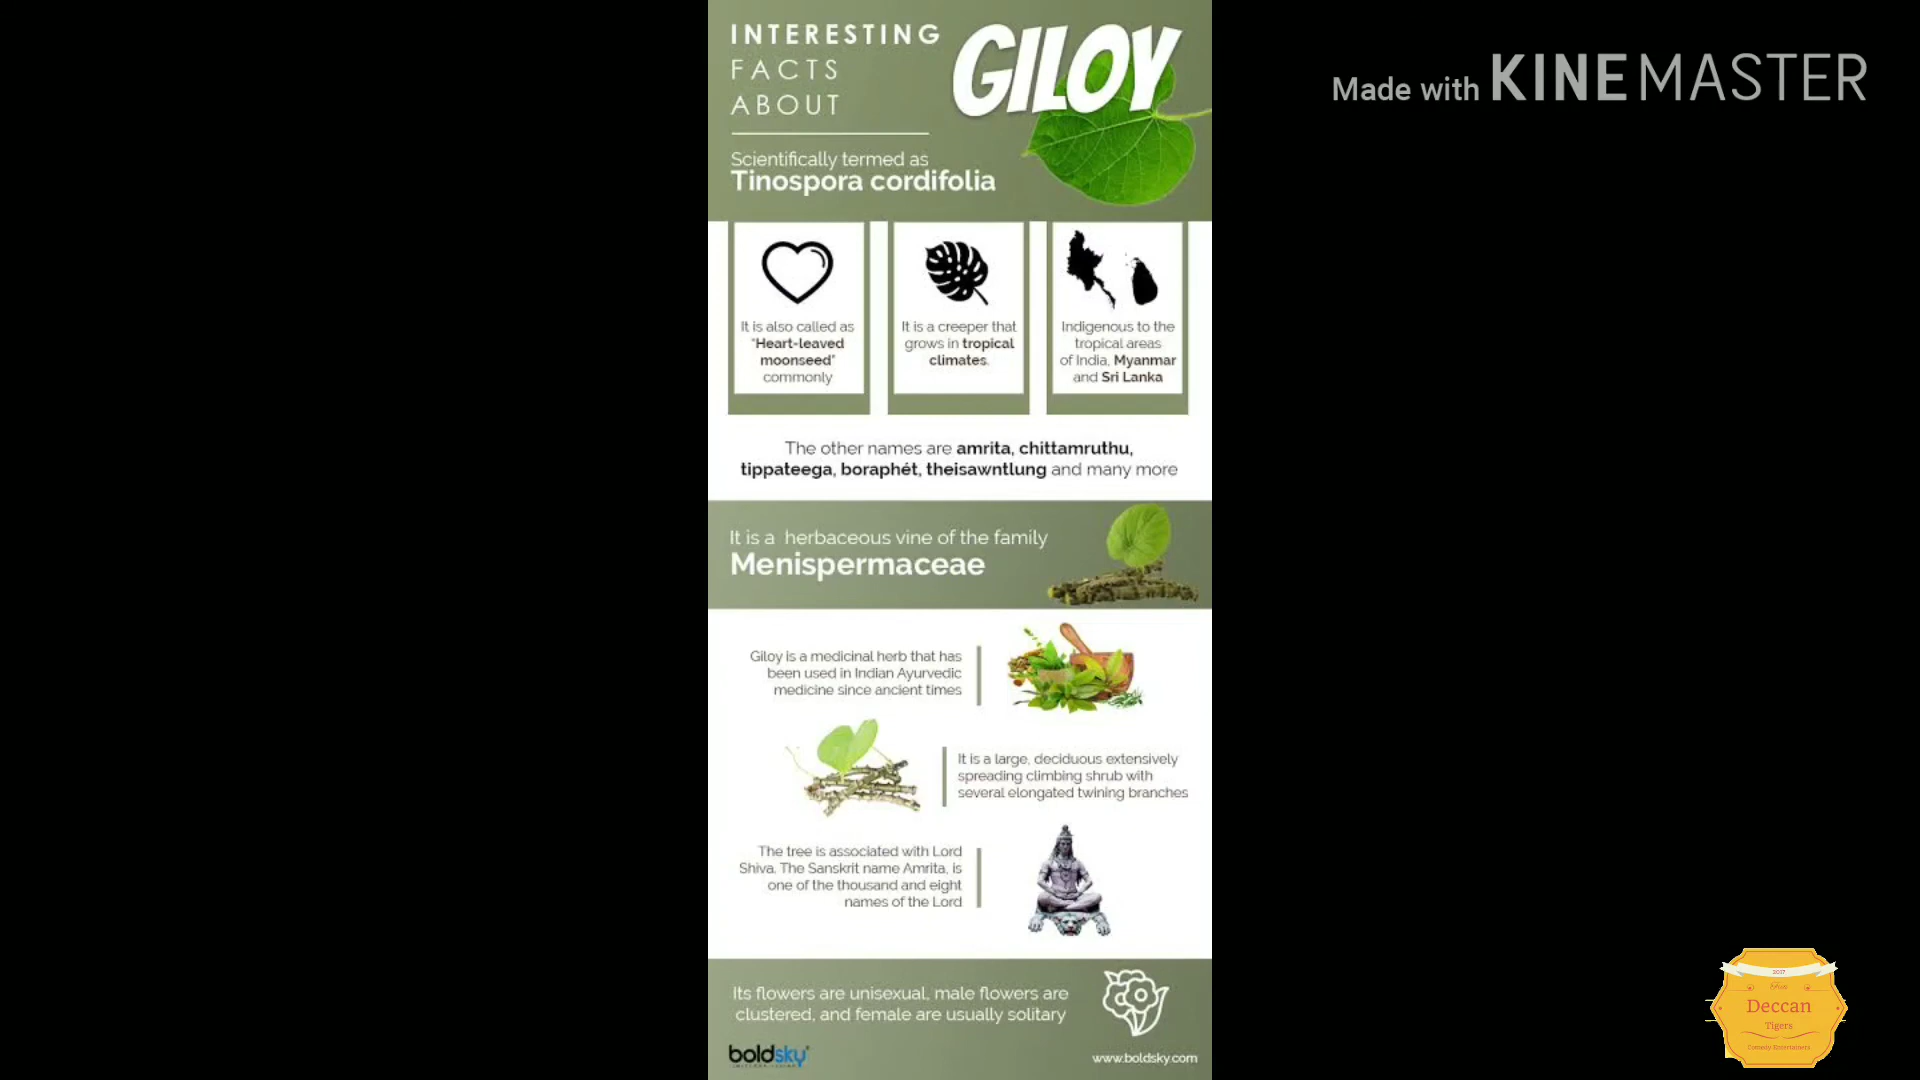 INTERESTING
FACTS
ABOUT
GILOY
Scientifically termed as
Tinospora cordifolia
It is also called as
"Heart-leaved
moonseed"
commonly
It is a creeper that
grows in tropical
climates.
Indigenous to the
tropical areas
of India, Myanmar
and Sri Lanka
The other names are amrita, chittamruthu,
tippateega, boraphét, theisawntlung and many more
It is a herbaceous vine of the family
Menispermaceae
Giloy is a medicinal herb that has
been used in Indian Ayurvedic
medicine since ancient times
It is a large, deciduous extensively
spreading climbing shrub with
several elongated twining branches
The tree is associated with Lord
Shiva. The Sanskrit name Amrita, is
one of the thousand and eight
names of the Lord
Its flowers are unisexual, male flowers are
clustered, and female are usually solitary
boldsky
www.boldsky.com
Made with KINEMASTER
2017
Deccan
Tigers
Comedy Entertainers